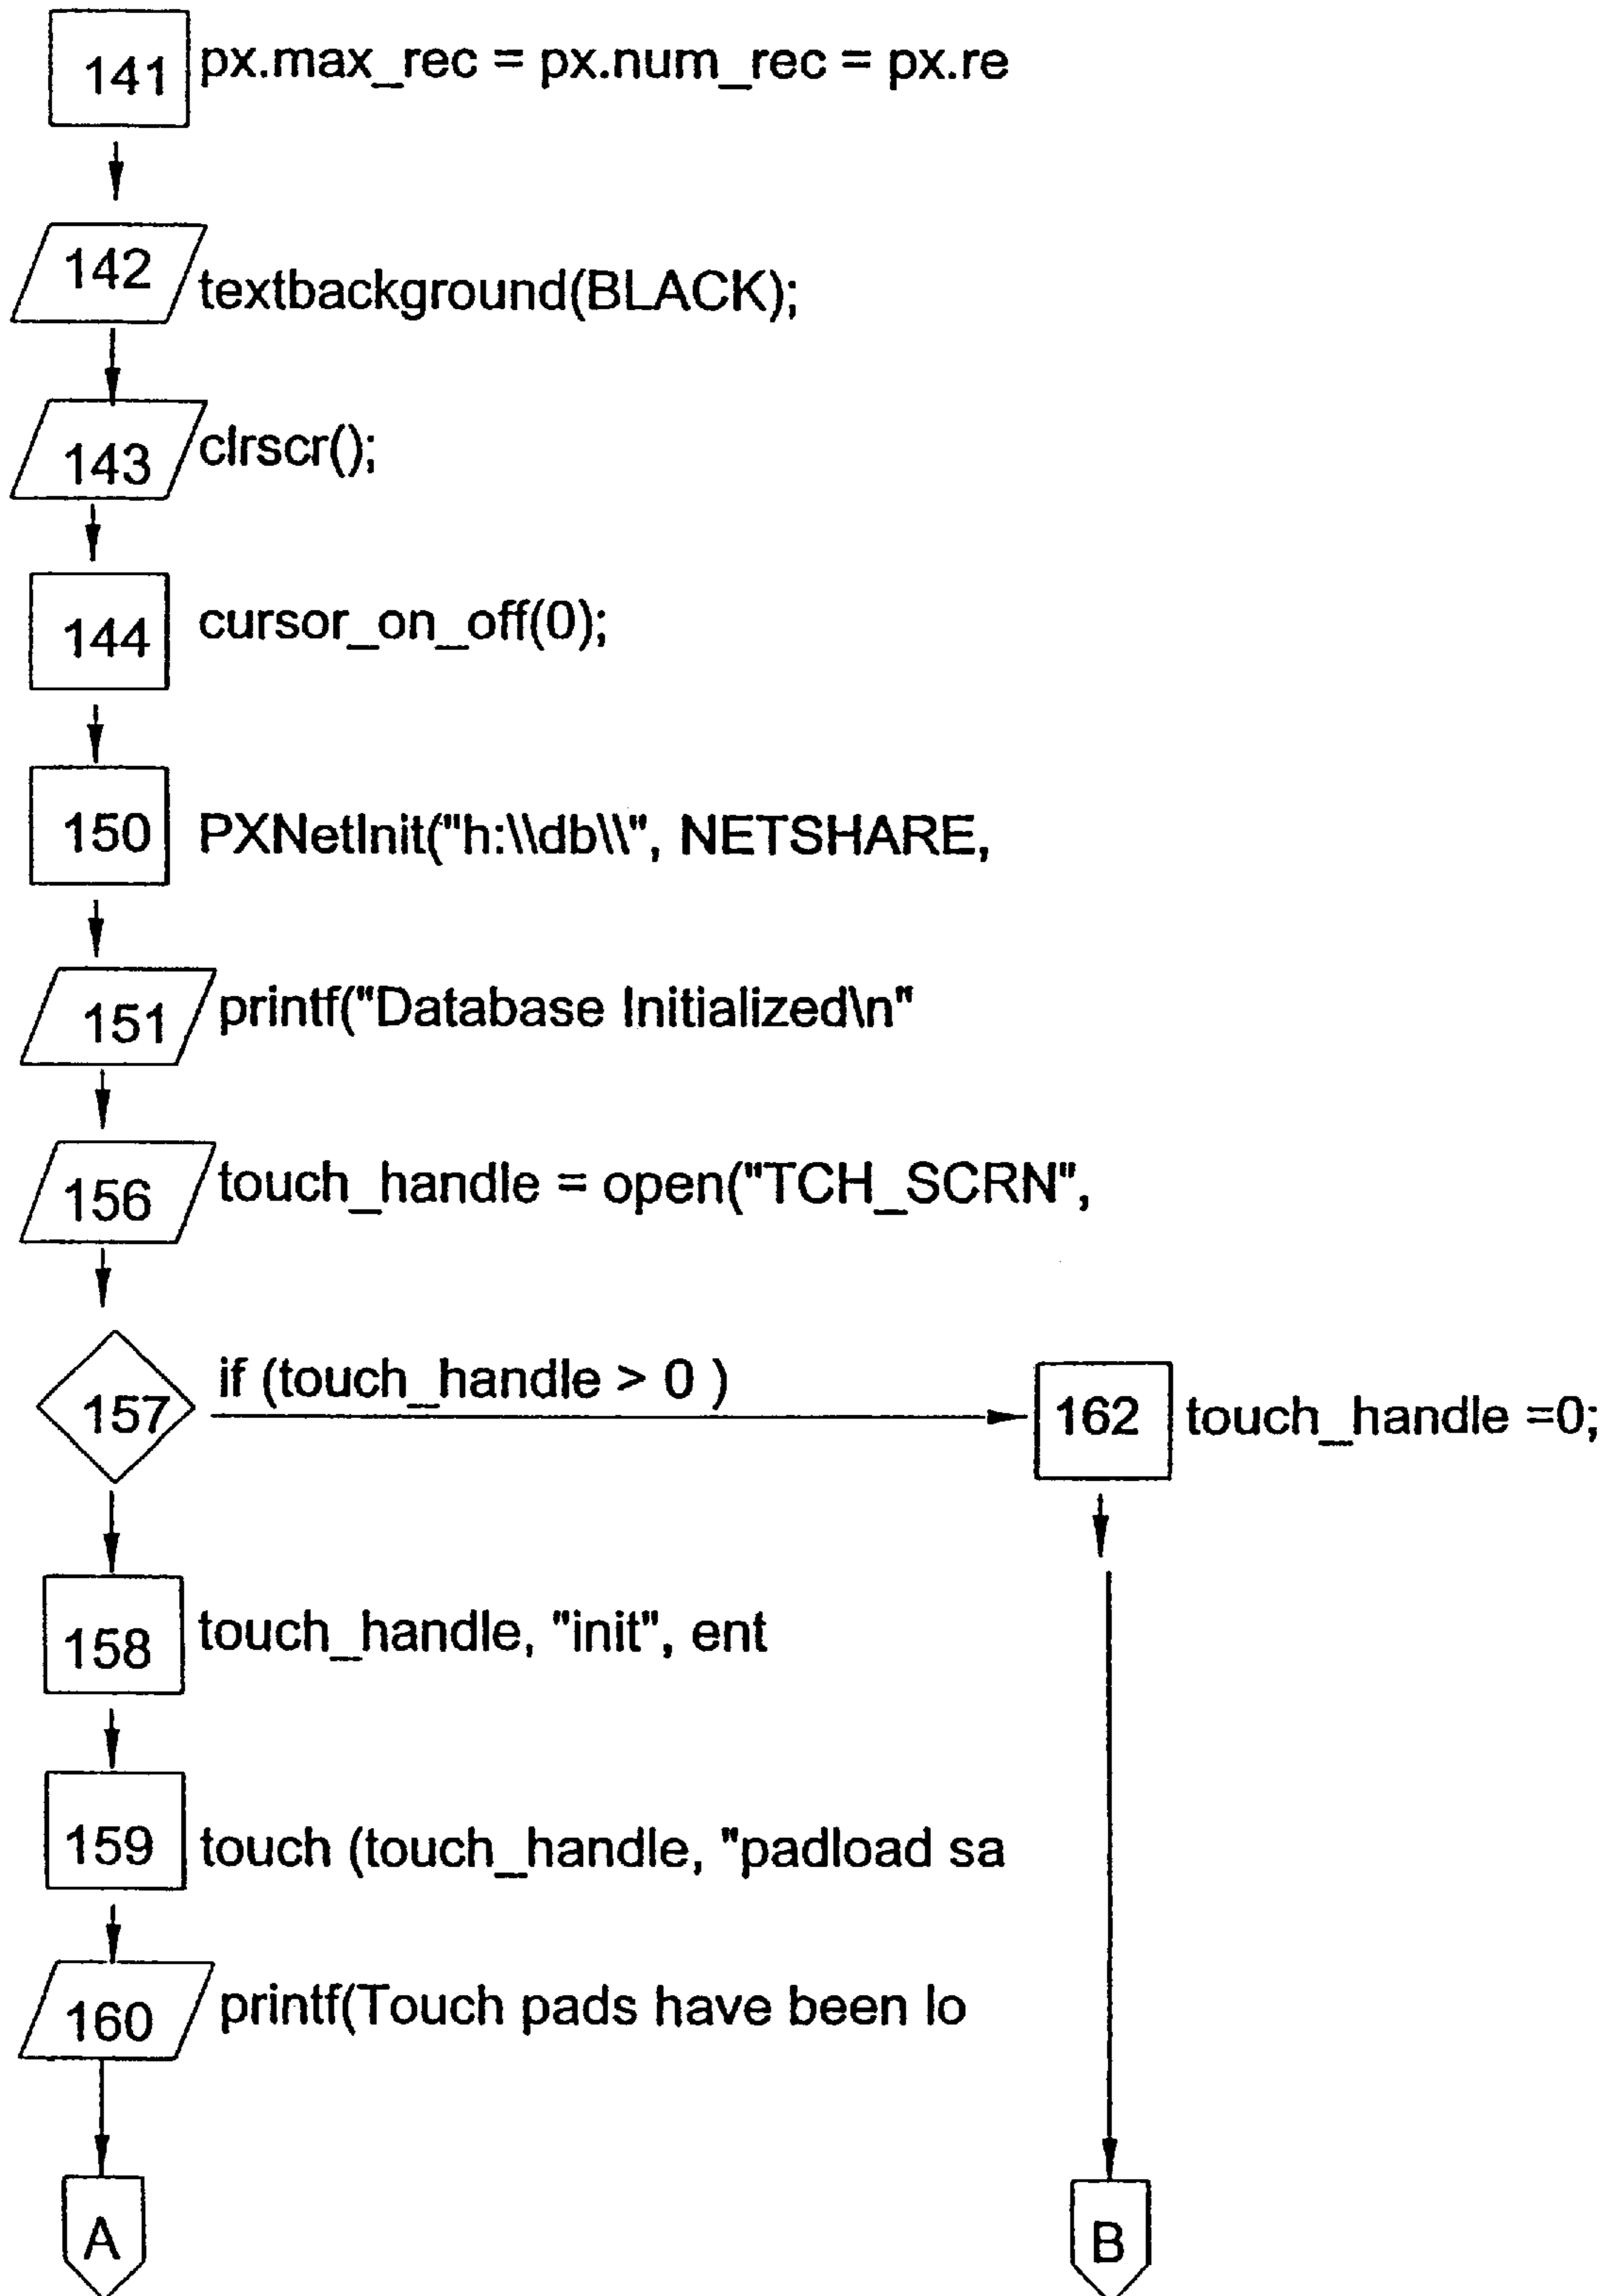 141 px.max_rec = px.num_rec = px.re
142 textbackground(BLACK);
143 clrscr();
144 cursor_on_off(0);
150 PXNetInit("h:\\db\\", NETSHARE,
151 printf("Database Initialized\n"
156 touch_handle = open("TCH_SCRN",
157 if (touch_handle > 0 )
162 touch_handle =0;
158 touch_handle, "init", ent
159 touch (touch_handle, "padload sa
160 printf(Touch pads have been lo
A
B